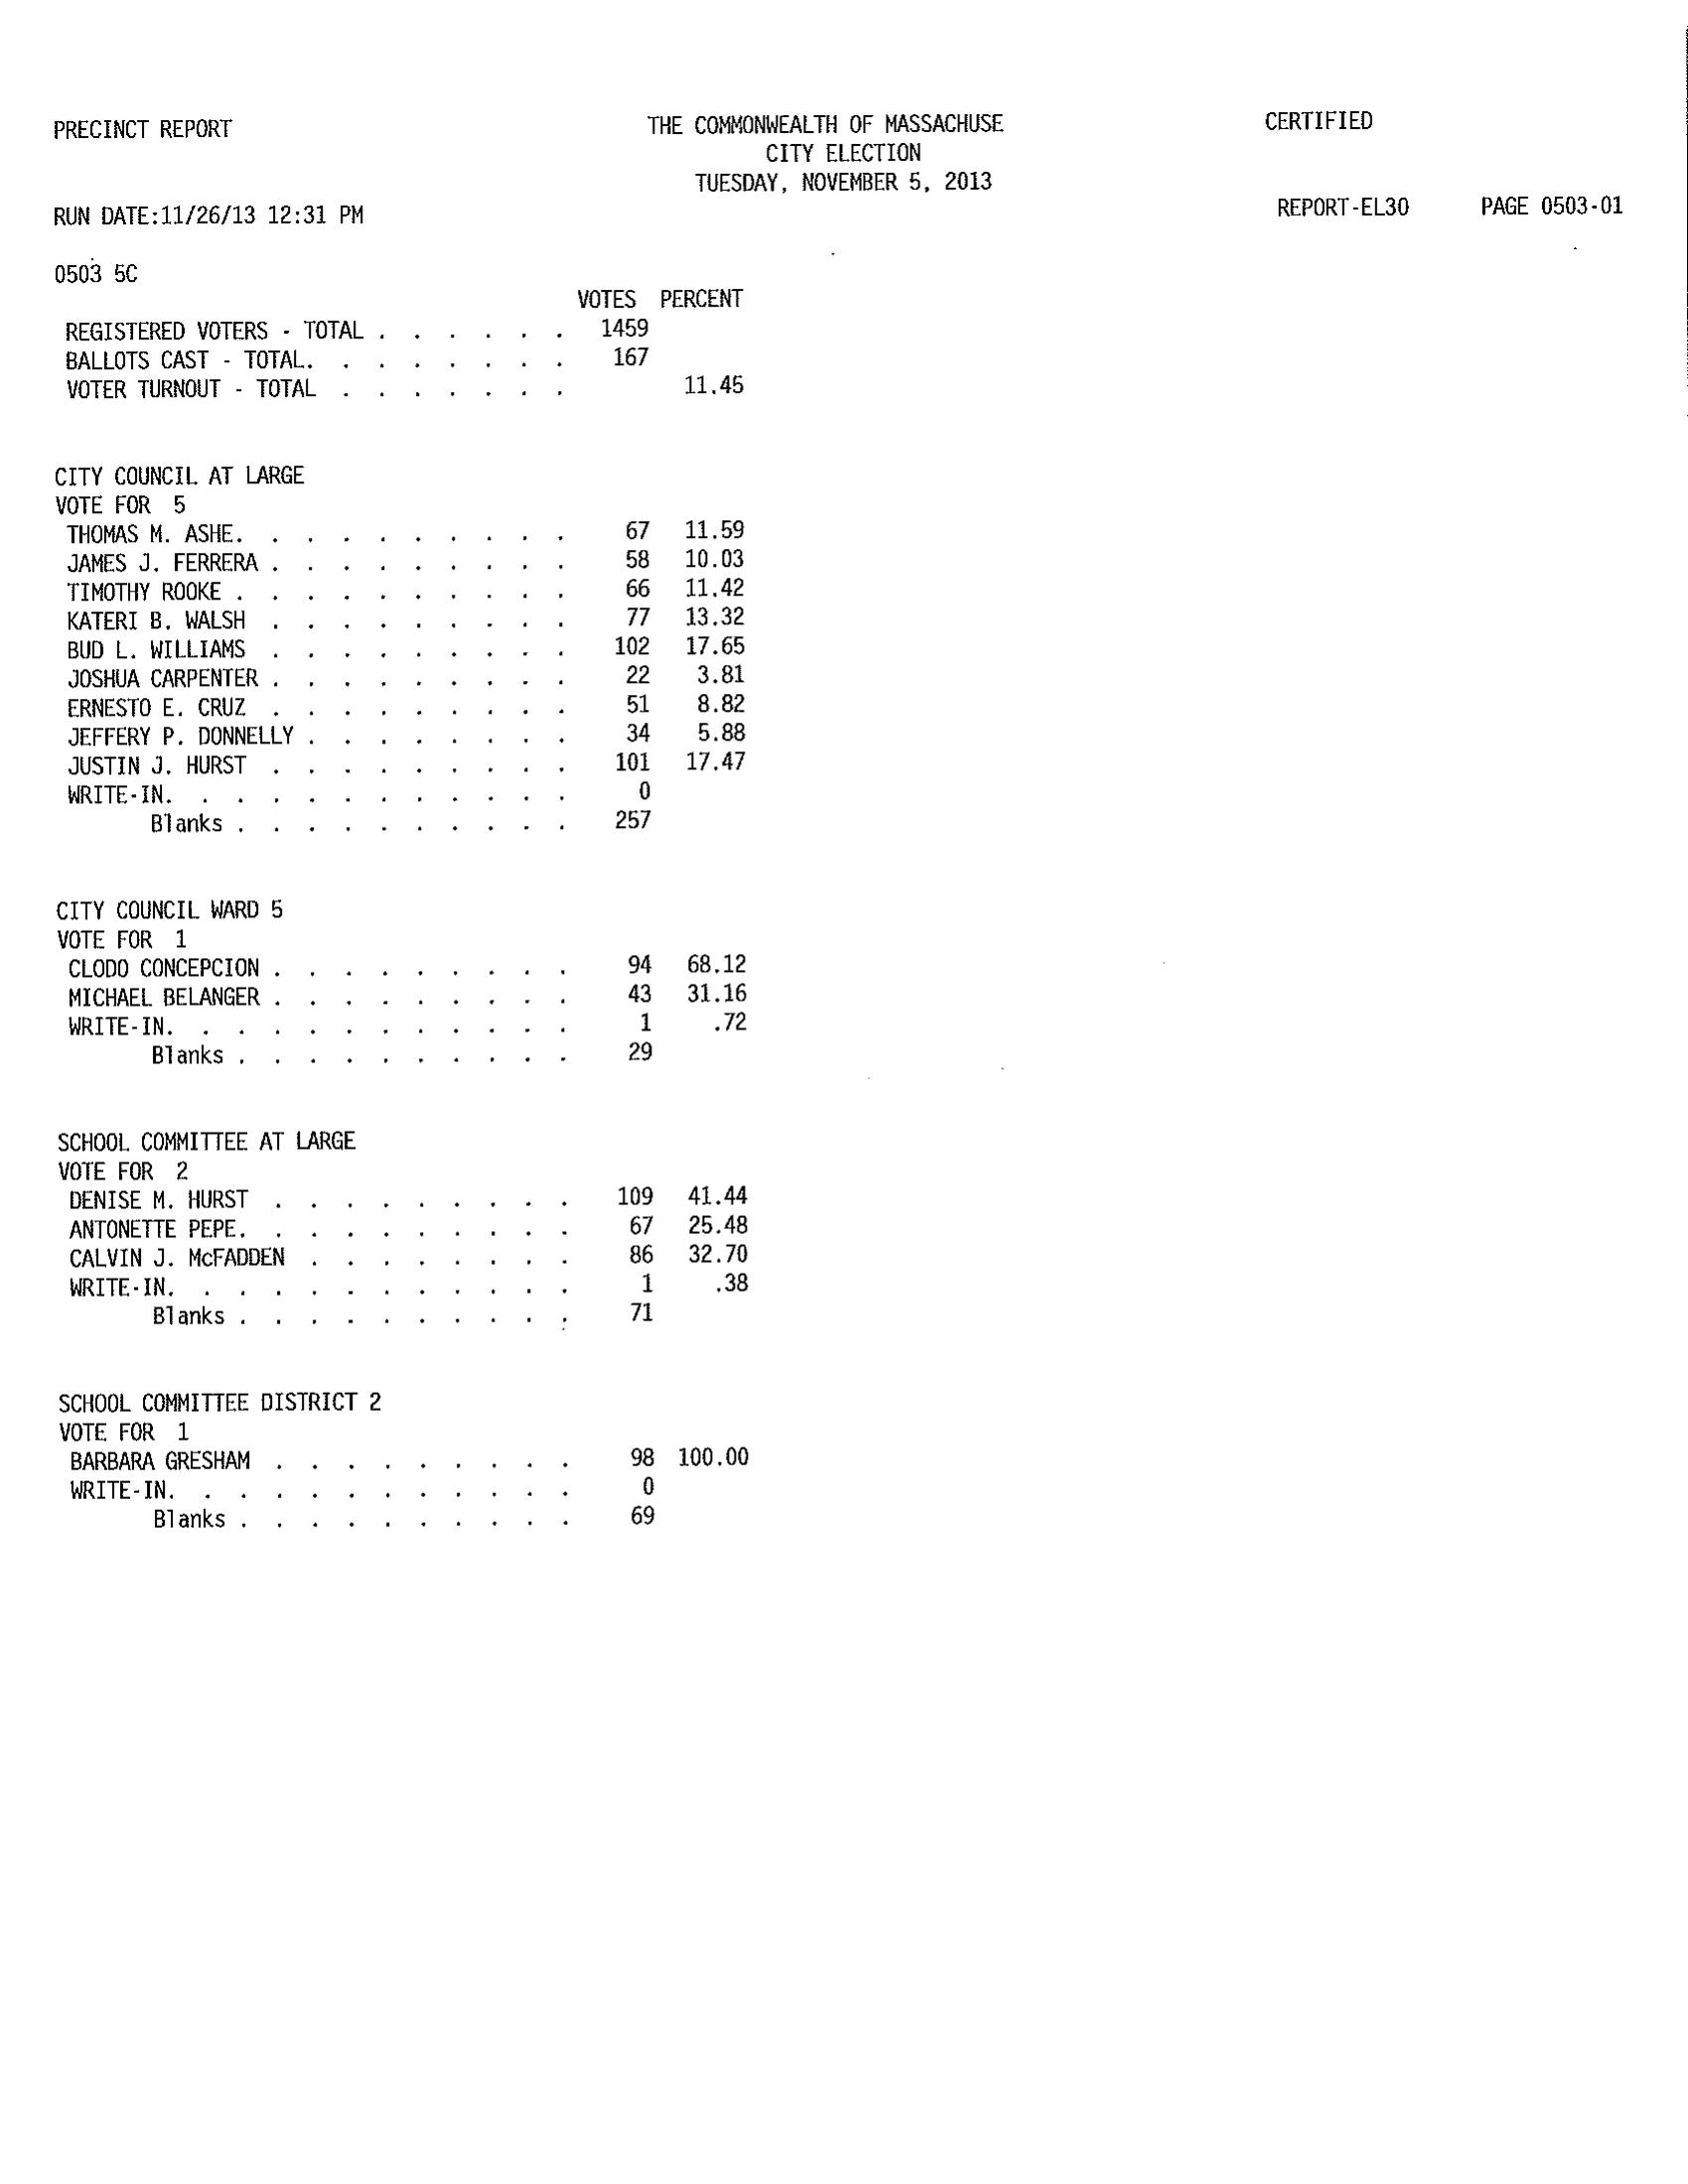 PRECINCT REPORT THE COMMONWEALTH OF MASSACHUSE CERTIFIED
CITY ELECTION
TUESDAY, NOVEMBER 5, 2013
RUN DATE:11/26/13 12:31 PM REPORT-EL30 PAGE 0503-01
0503 5C
VOTES PERCENT
REGISTERED VOTERS - TOTAL . . . . . . 1459
BALLOTS CAST - TOTAL. . . . . . . . 167
VOTER TURNOUT - TOTAL . . . . . . . 11.45
CITY COUNCIL AT LARGE
VOTE FOR 5
THOMAS M. ASHE. . . . . . . . . . 67 11.59
JAMES J. FERRERA . . . . . . . . . 58 10.03
TIMOTHY ROOKE . . . . . . . . . . 66 11.42
KATERI B. WALSH . . . . . . . . . 77 13.32
BUD L. WILLIAMS . . . . . . . . . 102 17.65
JOSHUA CARPENTER . . . . . . . . . 22 3.81
ERNESTO E. CRUZ . . . . . . . . . 51 8.82
JEFFERY P. DONNELLY . . . . . . . . 34 5.88
JUSTIN J. HURST . . . . . . . . . 101 17.47
WRITE-IN. . . . . . . . . . . . 0
Blanks . . . . . . . . . . 257
CITY COUNCIL WARD 5
VOTE FOR 1
CLODO CONCEPCION . . . . . . . . . 94 68.12
MICHAEL BELANGER . . . . . . . . . 43 31.16
WRITE-IN. . . . . . . . . . . . 1 .72
Blanks . . . . . . . . . . 29
SCHOOL COMMITTEE AT LARGE
VOTE FOR 2
DENISE M. HURST . . . . . . . . . 109 41.44
ANTONETTE PEPE. . . . . . . . . . 67 25.48
CALVIN J. McFADDEN . . . . . . . . 86 32.70
WRITE-IN. . . . . . . . . . . . 1 .38
Blanks . . . . . . . . . . 71
SCHOOL COMMITTEE DISTRICT 2
VOTE FOR 1
BARBARA GRESHAM . . . . . . . . . 98 100.00
WRITE-IN. . . . . . . . . . . . 0
Blanks . . . . . . . . . . 69